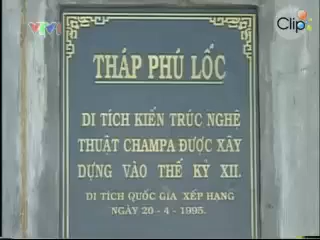 VTV1
Clip
THÁP PHÚ LỐC
DI TÍCH KIẾN TRÚC NGHỆ
THUẬT CHAMPA ĐƯỢC XÂY
DỰNG VÀO THẾ KỶ XII.
DI TÍCH QUỐC GIA XẾP HẠNG
NGÀY 20 - 4 - 1995.